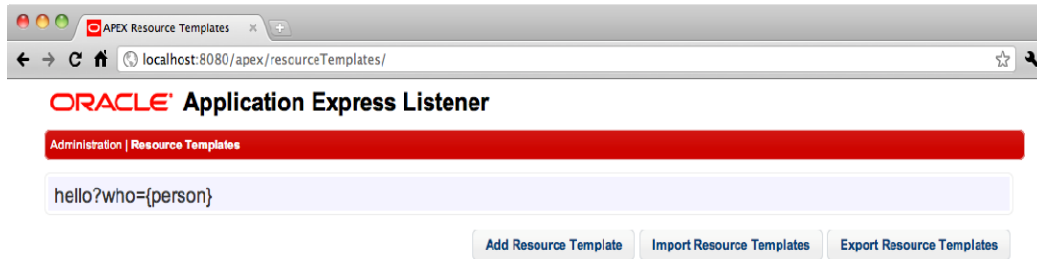 APEX Resource Templates
localhost:8080/apex/resourceTemplates/
ORACLE® Application Express Listener
Administration | Resource Templates
hello?who={person}
Add Resource Template Import Resource Templates Export Resource Templates